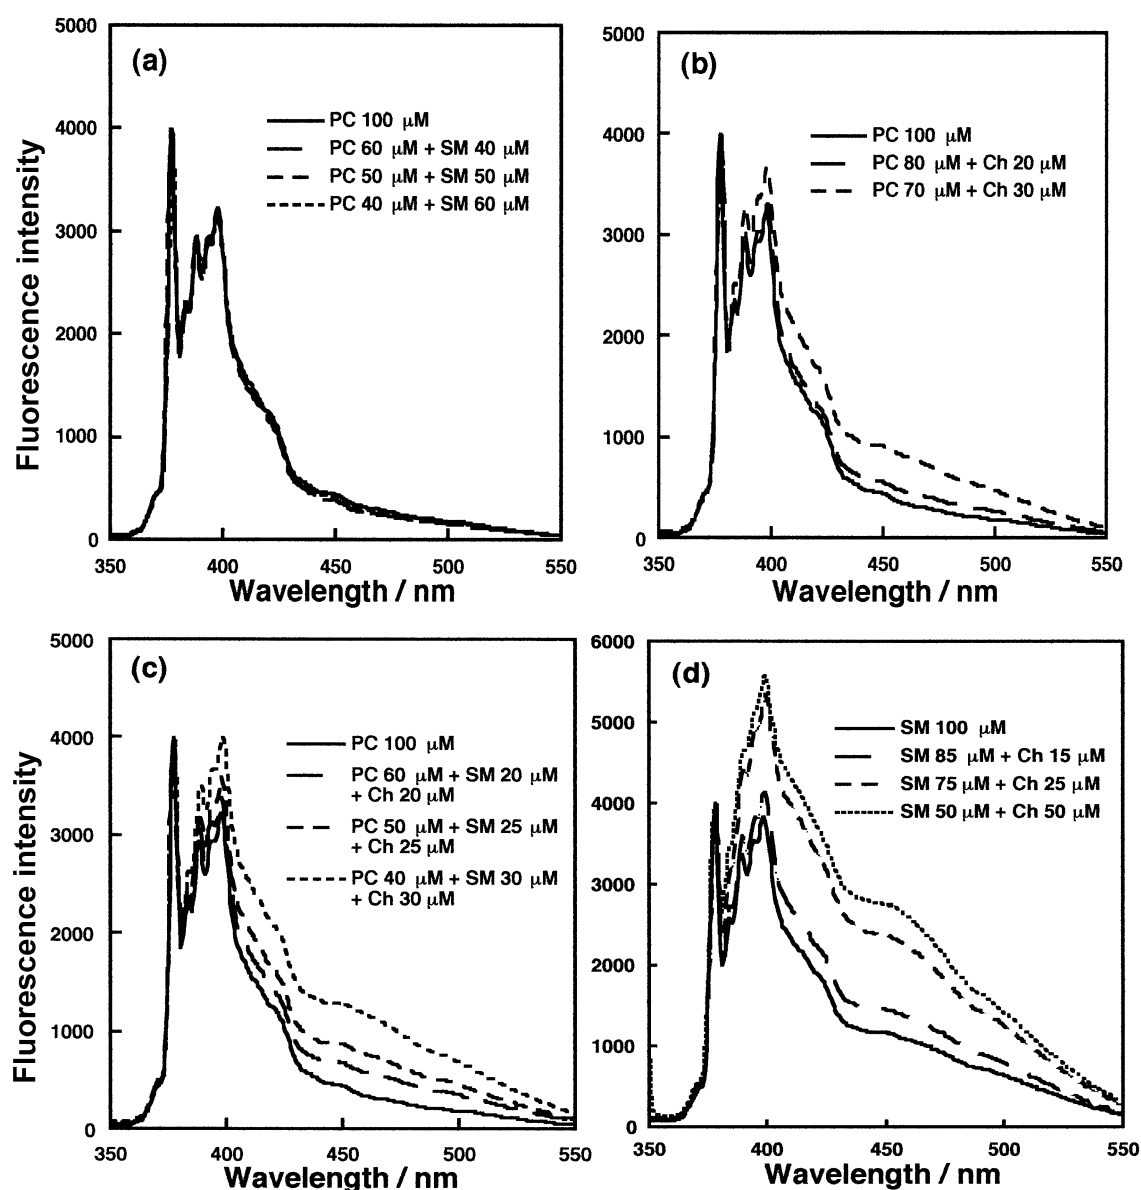 5000
4000
3000
2000
1000
0
Fluorescence intensity
(a)
PC 100 μM
PC 60 μM + SM 40 μM
PC 50 μM + SM 50 μM
PC 40 μM + SM 60 μM
350 400 450 500 550
Wavelength / nm
5000
4000
3000
2000
1000
0
(b)
PC 100 μM
PC 80 μM + Ch 20 μM
PC 70 μM + Ch 30 μM
350 400 450 500 550
Wavelength / nm
5000
4000
3000
2000
1000
0
Fluorescence intensity
(c)
PC 100 μM
PC 60 μM + SM 20 μM
+ Ch 20 μM
PC 50 μM + SM 25 μM
+ Ch 25 μM
PC 40 μM + SM 30 μM
+ Ch 30 μM
350 400 450 500 550
Wavelength / nm
6000
5000
4000
3000
2000
1000
0
(d)
SM 100 μM
SM 85 μM + Ch 15 μM
SM 75 μM + Ch 25 μM
SM 50 μM + Ch 50 μM
350 400 450 500 550
Wavelength / nm